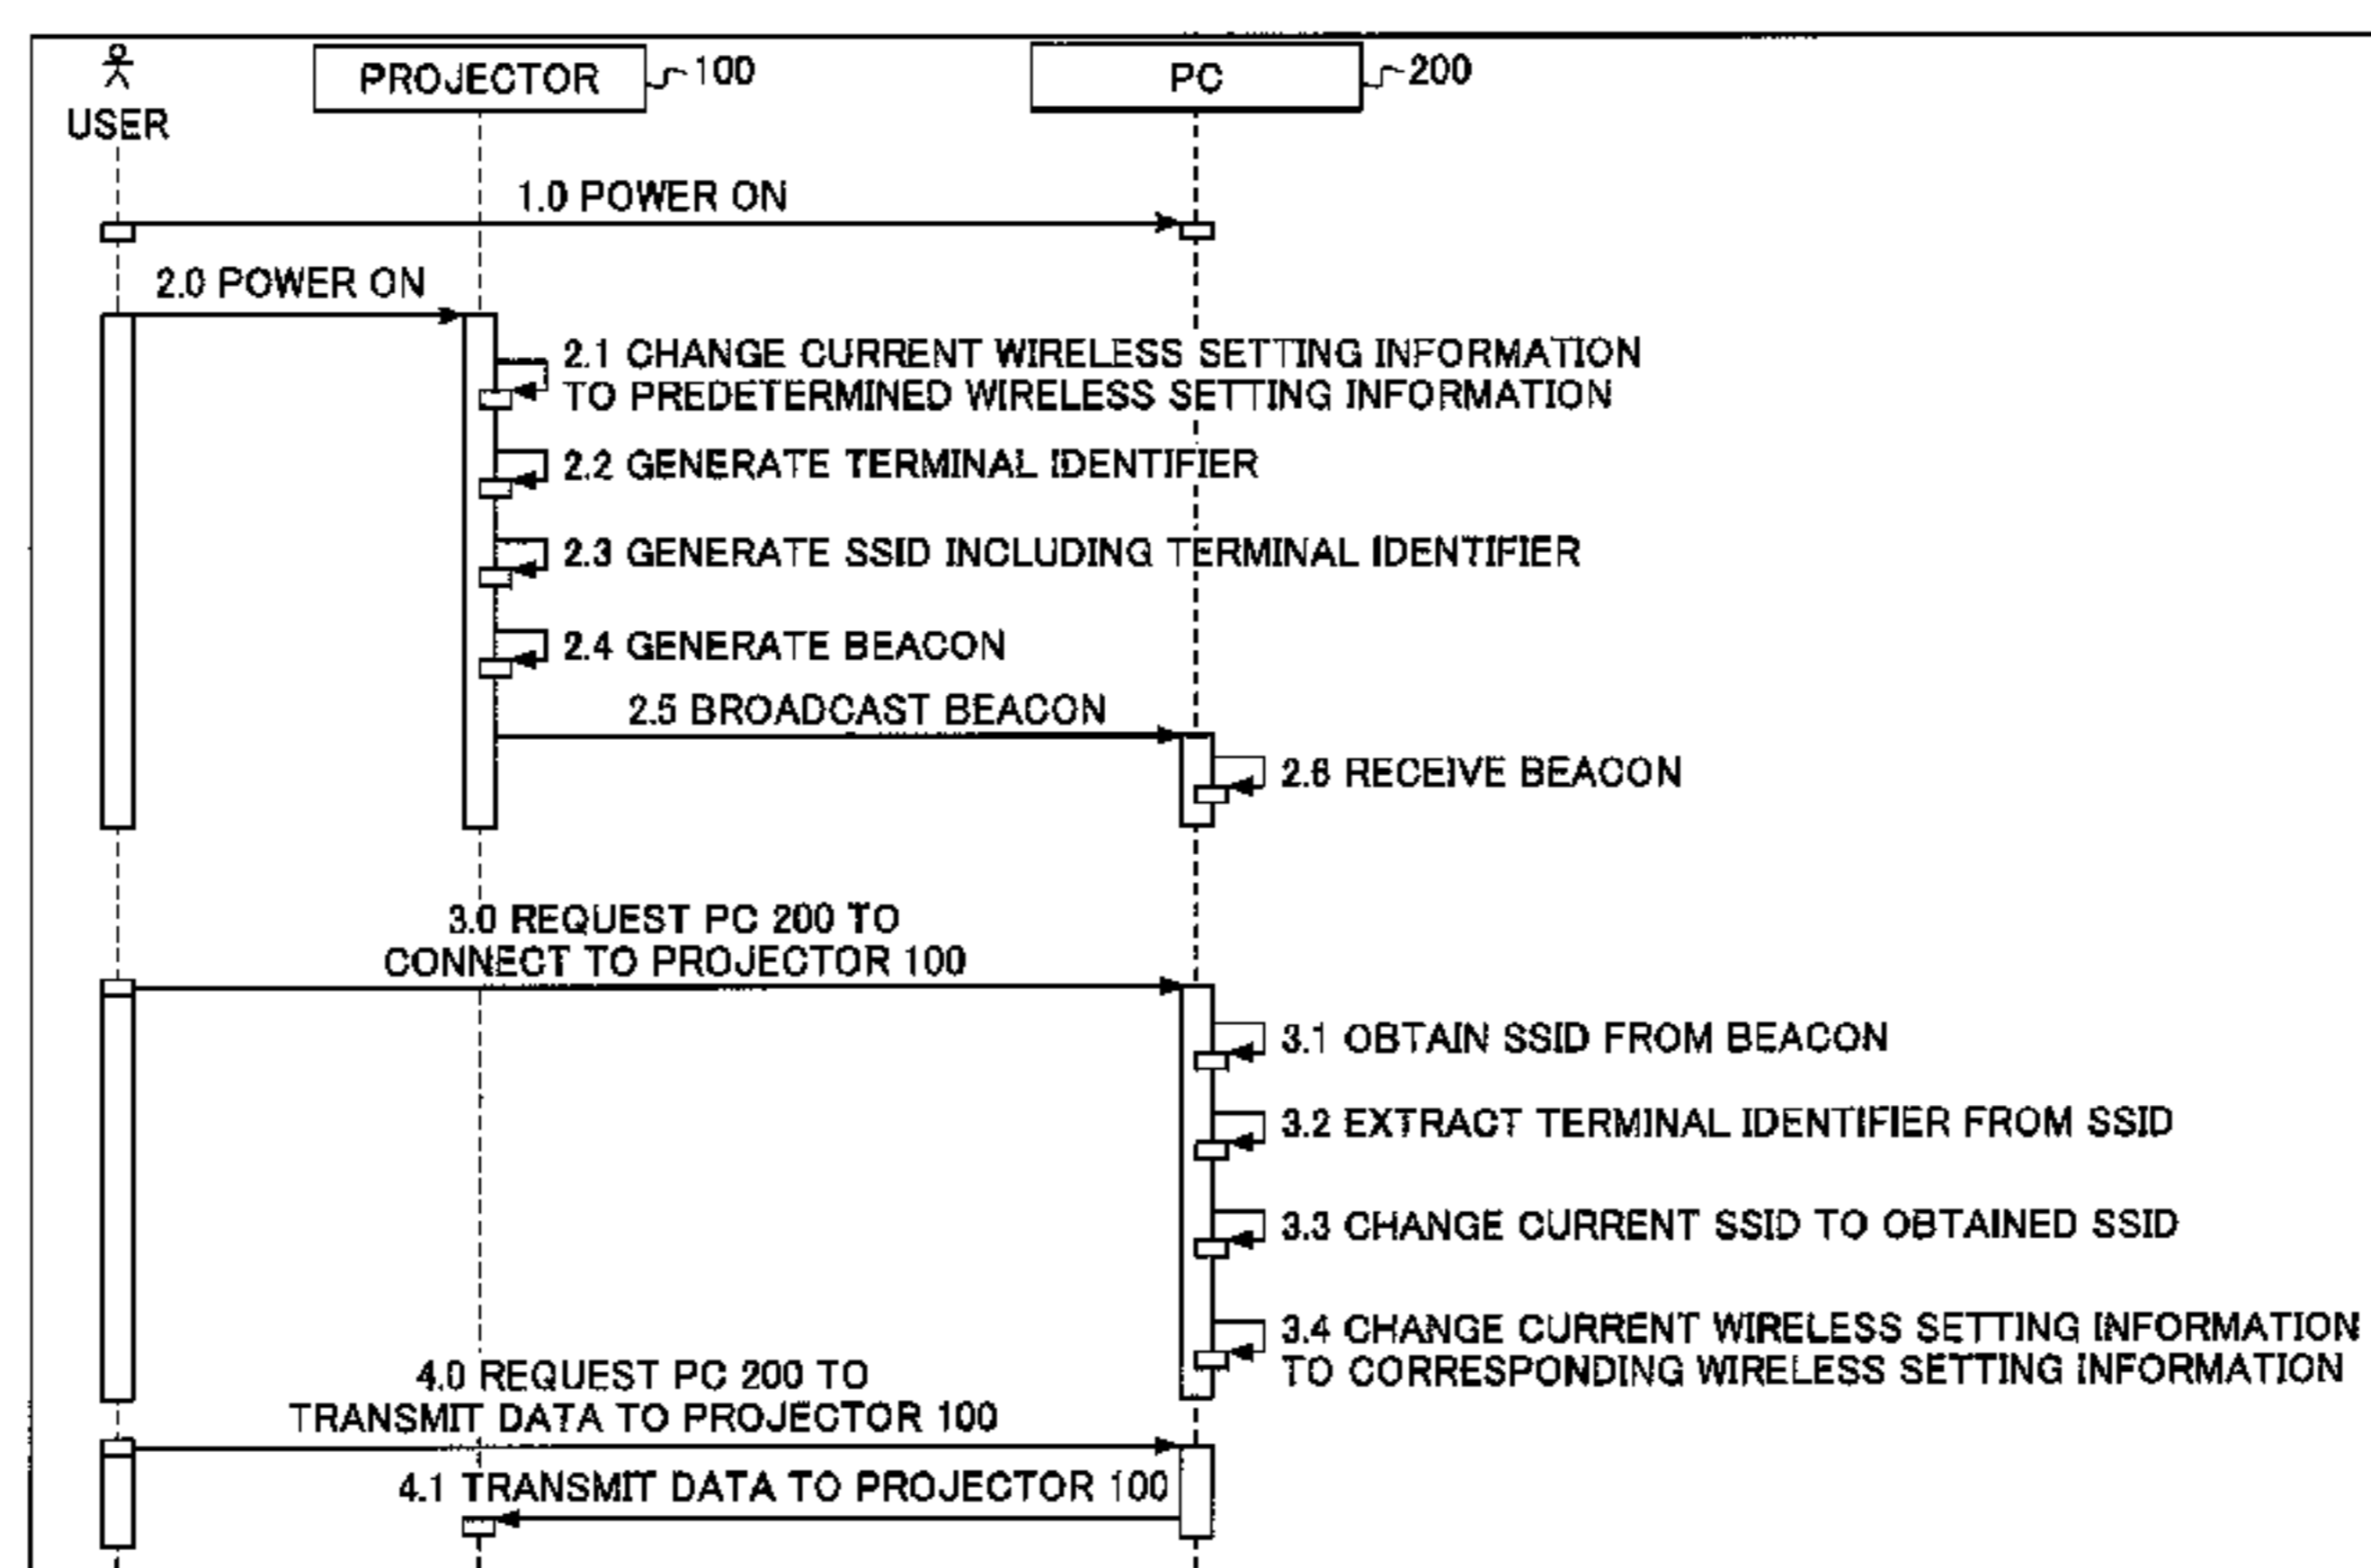 USER
PROJECTOR
100
PC
200
1.0 POWER ON
2.0 POWER ON
2.1 CHANGE CURRENT WIRELESS SETTING INFORMATION
TO PREDETERMINED WIRELESS SETTING INFORMATION
2.2 GENERATE TERMINAL IDENTIFIER
2.3 GENERATE SSID INCLUDING TERMINAL IDENTIFIER
2.4 GENERATE BEACON
2.5 BROADCAST BEACON
2.6 RECEIVE BEACON
3.0 REQUEST PC 200 TO
CONNECT TO PROJECTOR 100
3.1 OBTAIN SSID FROM BEACON
3.2 EXTRACT TERMINAL IDENTIFIER FROM SSID
3.3 CHANGE CURRENT SSID TO OBTAINED SSID
3.4 CHANGE CURRENT WIRELESS SETTING INFORMATION
TO CORRESPONDING WIRELESS SETTING INFORMATION
4.0 REQUEST PC 200 TO
TRANSMIT DATA TO PROJECTOR 100
4.1 TRANSMIT DATA TO PROJECTOR 100